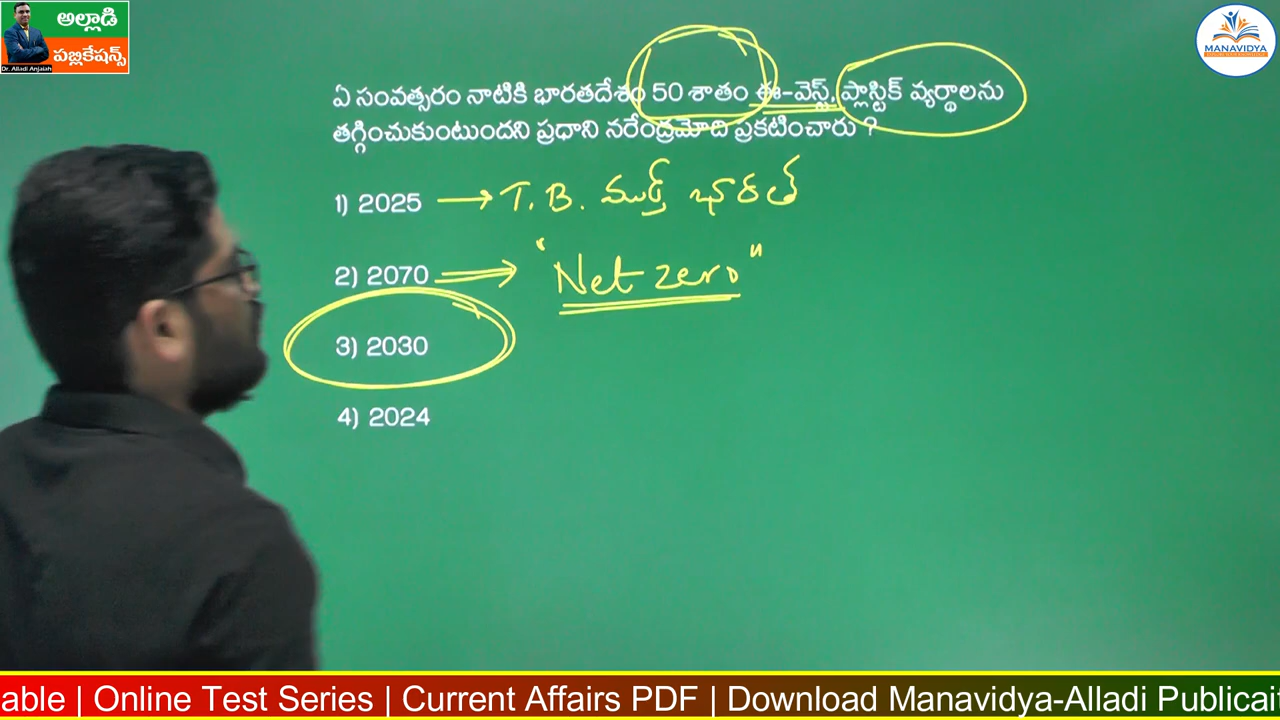 అల్లాడి
పబ్లికేషన్స్
Dr. Alladi Anjaiah
MANAVIDYA
ఏ సంవత్సరం నాటికి భారతదేశం 50 శాతం ఈ-వెస్ట్, ప్లాస్టిక్ వ్యర్థాలను
తగ్గించుకుంటుందని ప్రధాని నరేంద్రమోది ప్రకటించారు ?
1) 2025 → T.B. ముక్త్ భారత్
2) 2070 → "Net zero"
3) 2030
4) 2024
able | Online Test Series | Current Affairs PDF | Download Manavidya-Alladi Publicai